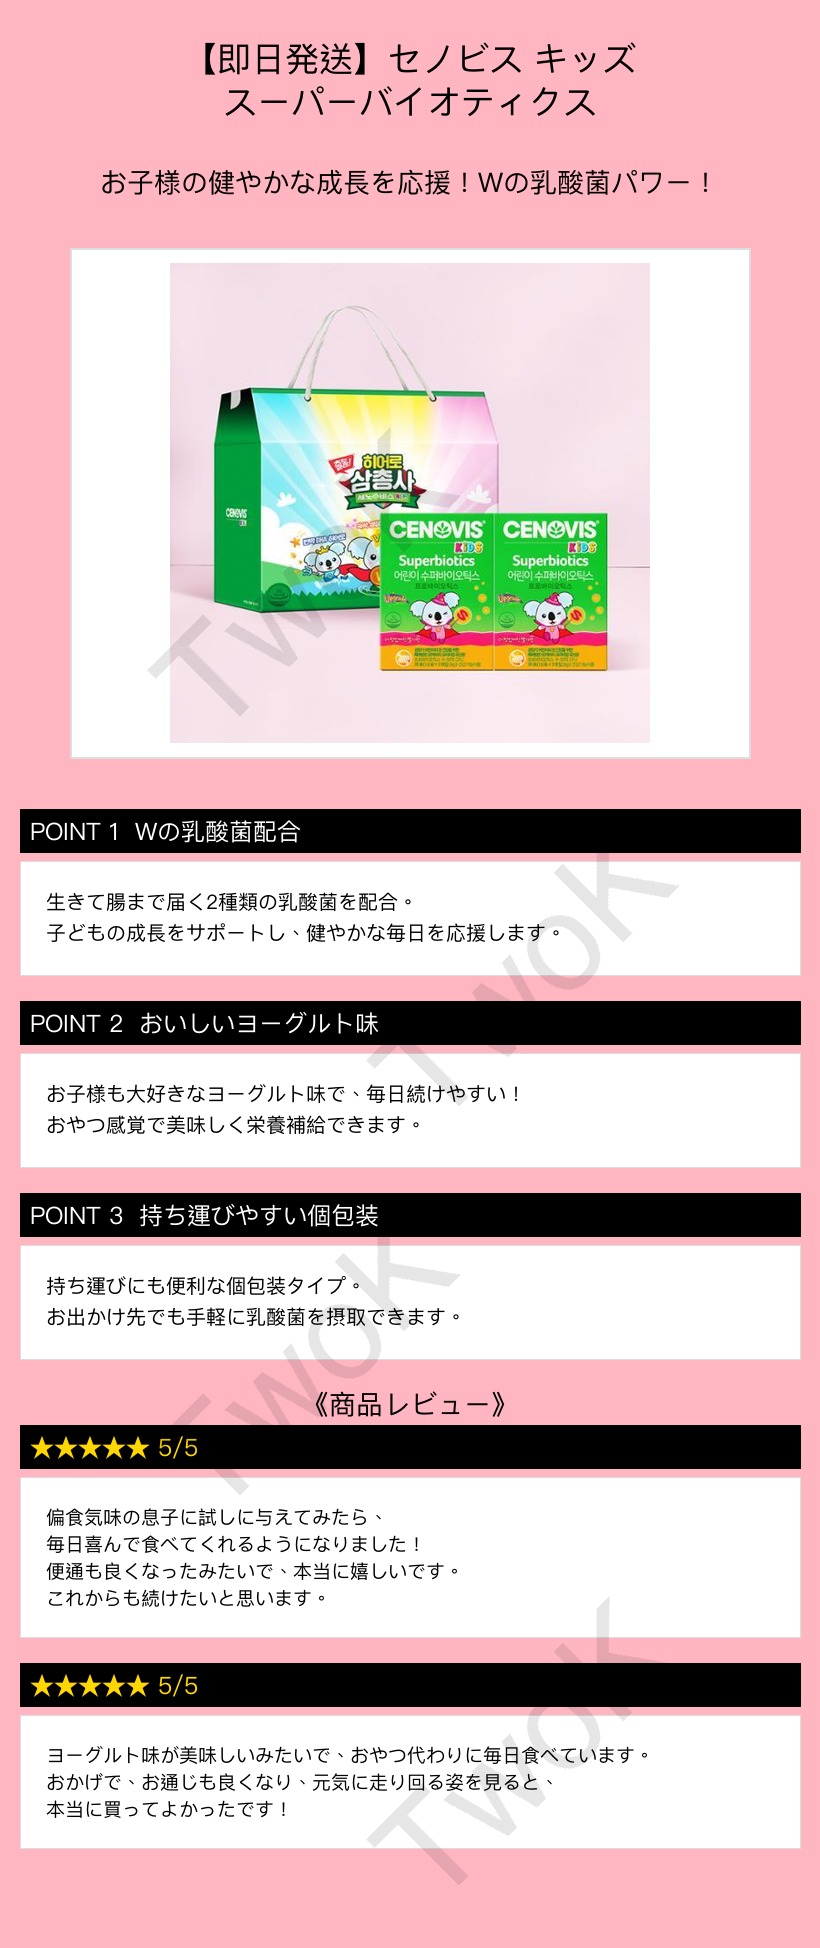 【即日発送】セノビス キッズ
スーパーバイオティクス
お子様の健やかな成長を応援！Wの乳酸菌パワー！
출동!
히어로
삼총사
CENOVIS
CENOVIS
KIDS
Superbiotics
어린이 수퍼바이오틱스
프로바이오틱스
CENOVIS
KIDS
Superbiotics
어린이 수퍼바이오틱스
프로바이오틱스
TwoK
POINT 1 Wの乳酸菌配合
生きて腸まで届く2種類の乳酸菌を配合。
子どもの成長をサポートし、健やかな毎日を応援します。
TwoK
POINT 2 おいしいヨーグルト味
お子様も大好きなヨーグルト味で、毎日続けやすい！
おやつ感覚で美味しく栄養補給できます。
POINT 3 持ち運びやすい個包装
持ち運びにも便利な個包装タイプ。
お出かけ先でも手軽に乳酸菌を摂取できます。
TwoK
《商品レビュー》
★★★★★ 5/5
偏食気味の息子に試しに与えてみたら、
毎日喜んで食べてくれるようになりました！
便通も良くなったみたいで、本当に嬉しいです。
これからも続けたいと思います。
★★★★★ 5/5
ヨーグルト味が美味しいみたいで、おやつ代わりに毎日食べています。
おかげで、お通じも良くなり、元気に走り回る姿を見ると、
本当に買ってよかったです！
TwoK